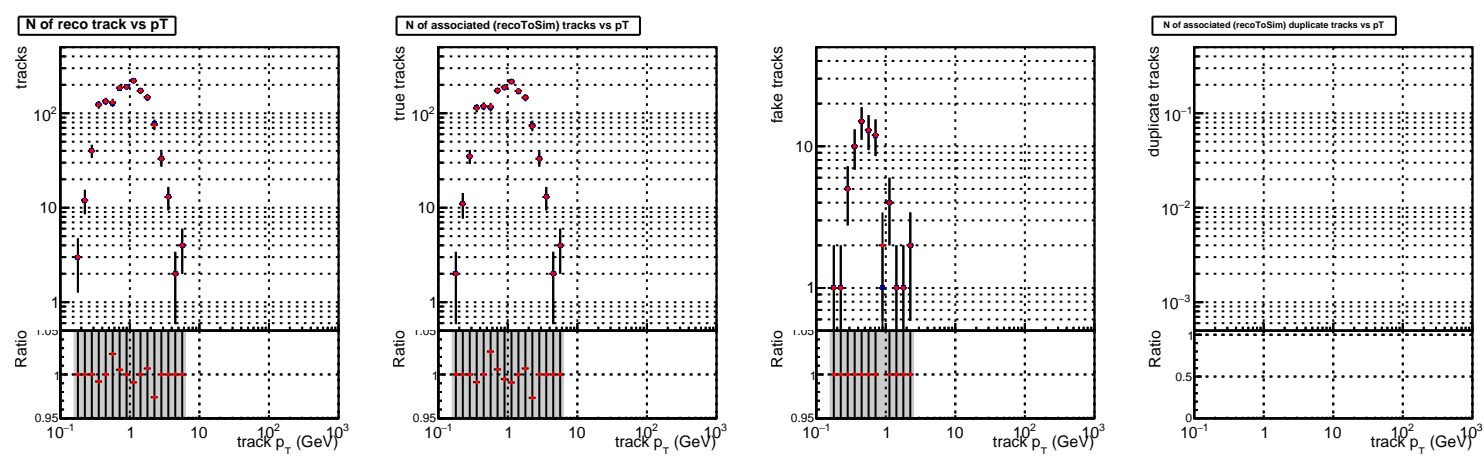 N of reco track vs pT
tracks
10²
10
1
1.05
Ratio
1
0.95
10⁻¹ 1 10 10² 10³
track p_T (GeV)
N of associated (recoToSim) tracks vs pT
true tracks
10²
10
1
1.05
Ratio
1
0.95
10⁻¹ 1 10 10² 10³
track p_T (GeV)
fake tracks
10
1
1.05
Ratio
1
0.95
10⁻¹ 1 10 10² 10³
track p_T (GeV)
N of associated (recoToSim) duplicate tracks vs pT
duplicate tracks
10⁻¹
10⁻²
10⁻³
Ratio
1
0.5
0
10⁻¹ 1 10 10² 10³
track p_T (GeV)